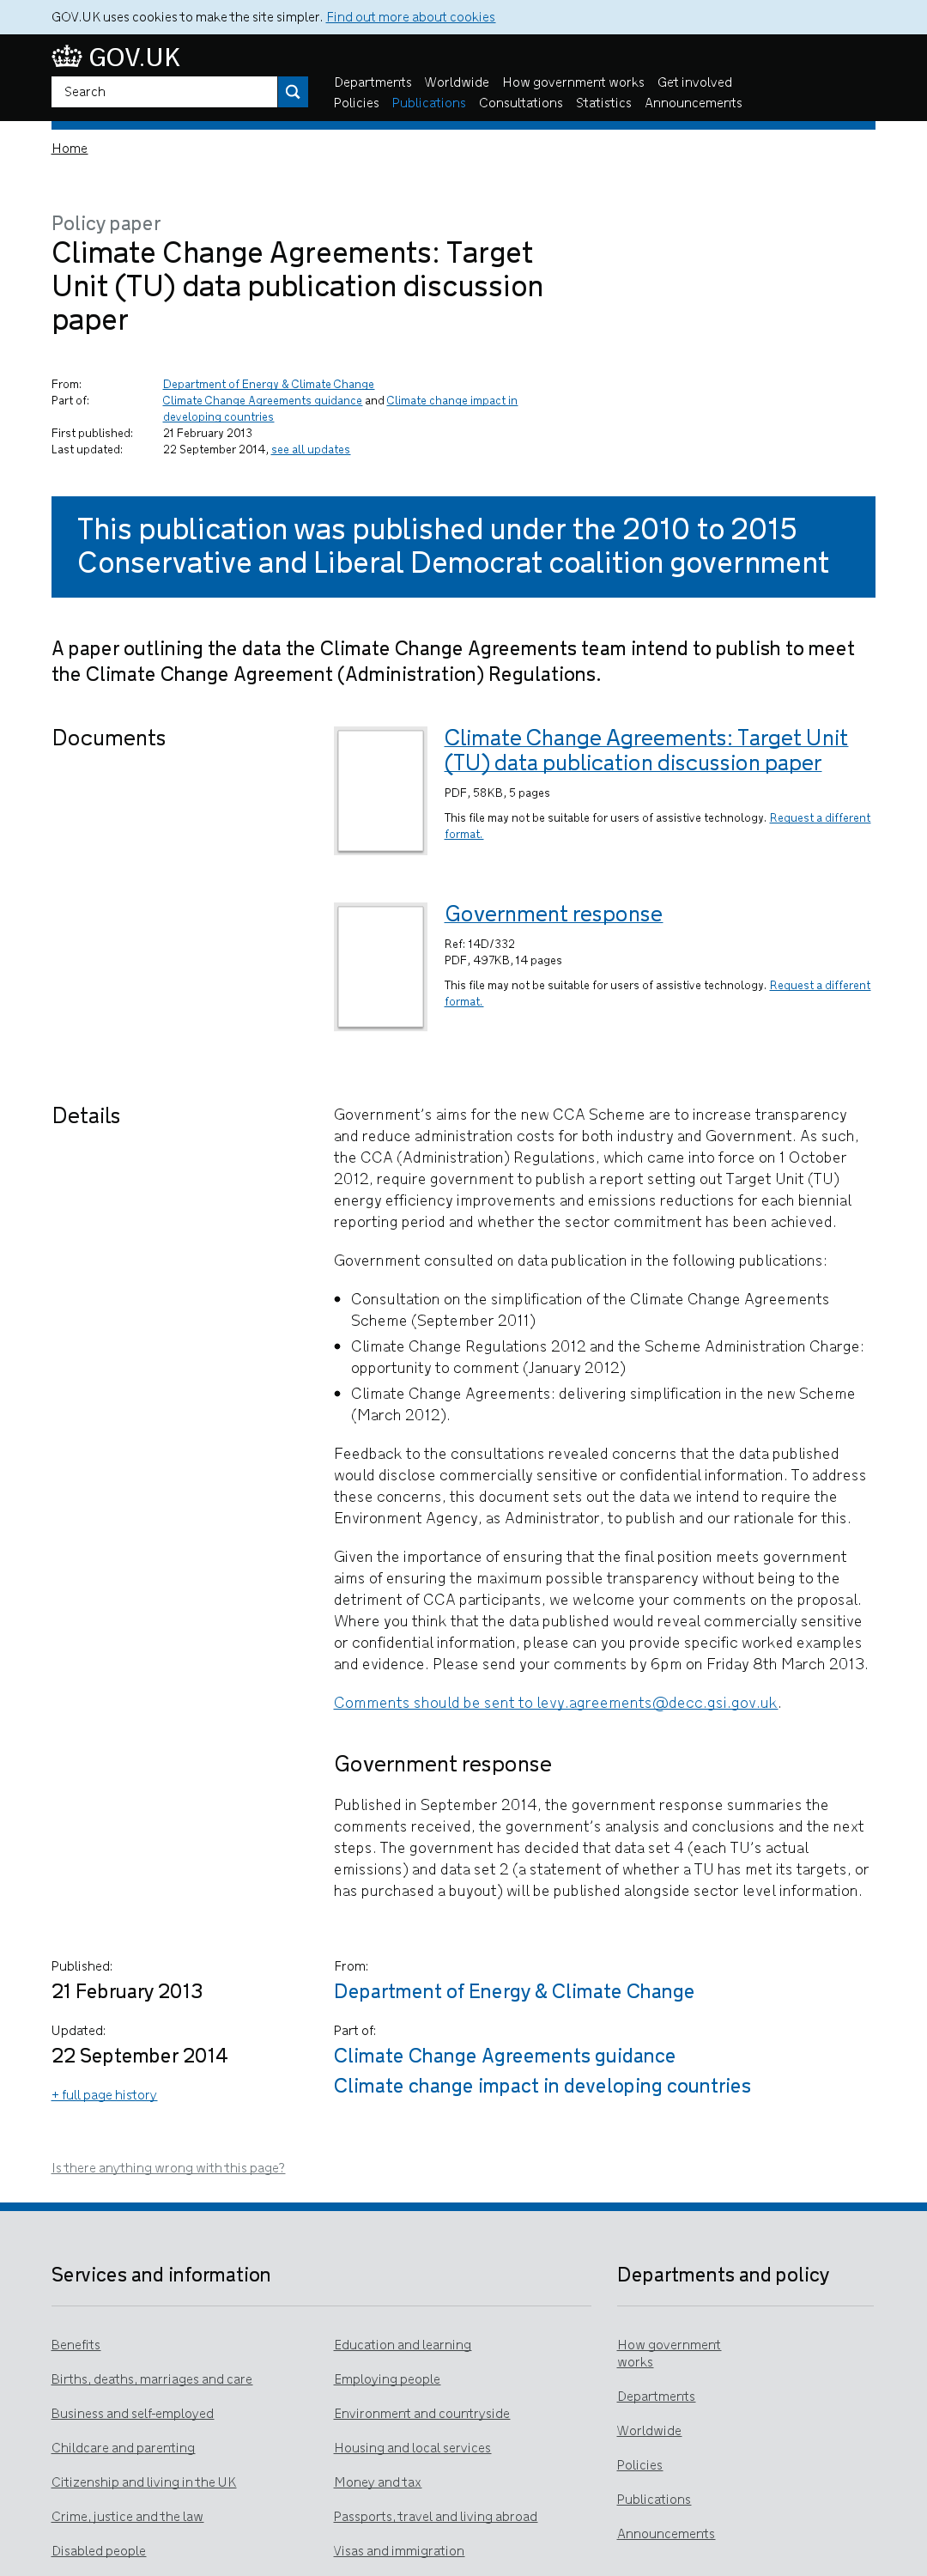 GOV.UK uses cookies to make the site simpler. Find out more about cookies
GOV.UK
Search
Departments Worldwide How government works Get involved
Policies Publications Consultations Statistics Announcements
Home
Policy paper
Climate Change Agreements: Target
Unit (TU) data publication discussion
paper
From: Department of Energy & Climate Change
Part of: Climate Change Agreements guidance and Climate change impact in
developing countries
First published: 21 February 2013
Last updated: 22 September 2014, see all updates
This publication was published under the 2010 to 2015
Conservative and Liberal Democrat coalition government
A paper outlining the data the Climate Change Agreements team intend to publish to meet
the Climate Change Agreement (Administration) Regulations.
Documents
Climate Change Agreements: Target Unit
(TU) data publication discussion paper
PDF, 58KB, 5 pages
This file may not be suitable for users of assistive technology. Request a different
format.
Government response
Ref: 14D/332
PDF, 497KB, 14 pages
This file may not be suitable for users of assistive technology. Request a different
format.
Details
Government's aims for the new CCA Scheme are to increase transparency
and reduce administration costs for both industry and Government. As such,
the CCA (Administration) Regulations, which came into force on 1 October
2012, require government to publish a report setting out Target Unit (TU)
energy efficiency improvements and emissions reductions for each biennial
reporting period and whether the sector commitment has been achieved.
Government consulted on data publication in the following publications:
• Consultation on the simplification of the Climate Change Agreements
Scheme (September 2011)
• Climate Change Regulations 2012 and the Scheme Administration Charge:
opportunity to comment (January 2012)
• Climate Change Agreements: delivering simplification in the new Scheme
(March 2012).
Feedback to the consultations revealed concerns that the data published
would disclose commercially sensitive or confidential information. To address
these concerns, this document sets out the data we intend to require the
Environment Agency, as Administrator, to publish and our rationale for this.
Given the importance of ensuring that the final position meets government
aims of ensuring the maximum possible transparency without being to the
detriment of CCA participants, we welcome your comments on the proposal.
Where you think that the data published would reveal commercially sensitive
or confidential information, please can you provide specific worked examples
and evidence. Please send your comments by 6pm on Friday 8th March 2013.
Comments should be sent to levy.agreements@decc.gsi.gov.uk.
Government response
Published in September 2014, the government response summaries the
comments received, the government's analysis and conclusions and the next
steps. The government has decided that data set 4 (each TU's actual
emissions) and data set 2 (a statement of whether a TU has met its targets, or
has purchased a buyout) will be published alongside sector level information.
Published:
21 February 2013
Updated:
22 September 2014
+ full page history
From:
Department of Energy & Climate Change
Part of:
Climate Change Agreements guidance
Climate change impact in developing countries
Is there anything wrong with this page?
Services and information
Benefits
Births, deaths, marriages and care
Business and self-employed
Childcare and parenting
Citizenship and living in the UK
Crime, justice and the law
Disabled people
Education and learning
Employing people
Environment and countryside
Housing and local services
Money and tax
Passports, travel and living abroad
Visas and immigration
Departments and policy
How government
works
Departments
Worldwide
Policies
Publications
Announcements